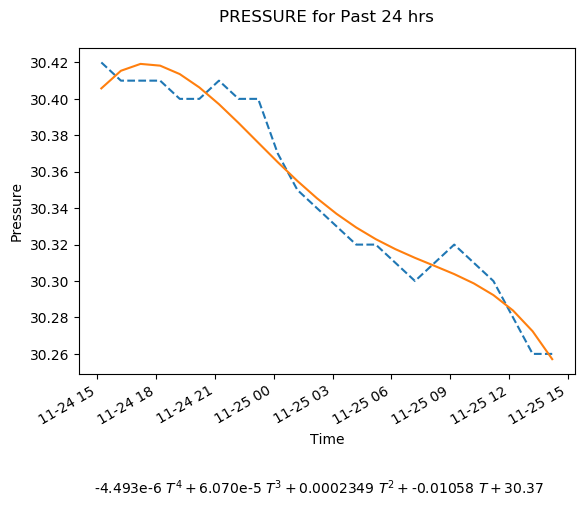 PRESSURE for Past 24 hrs
30.42
30.40
30.38
30.36
30.34
30.32
30.30
30.28
30.26
Pressure
11-24 15 11-24 18 11-24 21 11-25 00 11-25 03 11-25 06 11-25 09 11-25 12 11-25 15
Time
-4.493e-6 T⁴ + 6.070e-5 T³ + 0.0002349 T² + -0.01058 T + 30.37